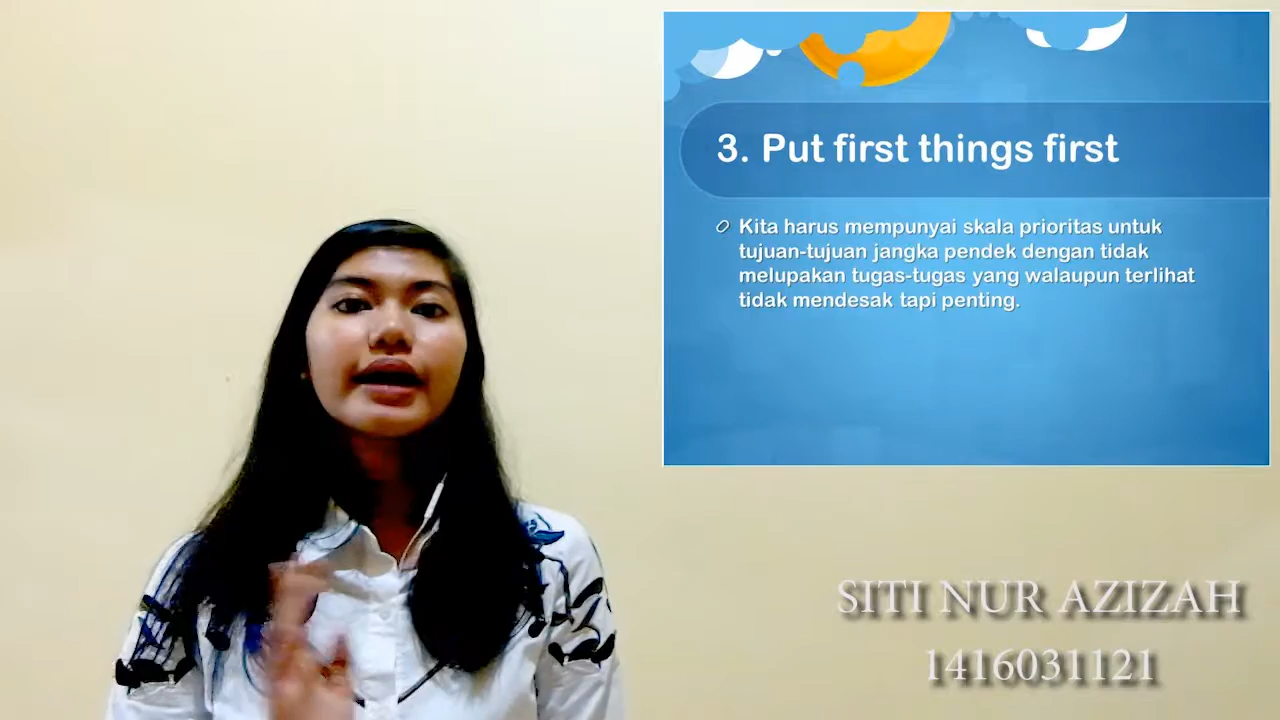 3. Put first things first
Kita harus mempunyai skala prioritas untuk
tujuan-tujuan jangka pendek dengan tidak
melupakan tugas-tugas yang walaupun terlihat
tidak mendesak tapi penting.
SITI NUR AZIZAH
1416031121